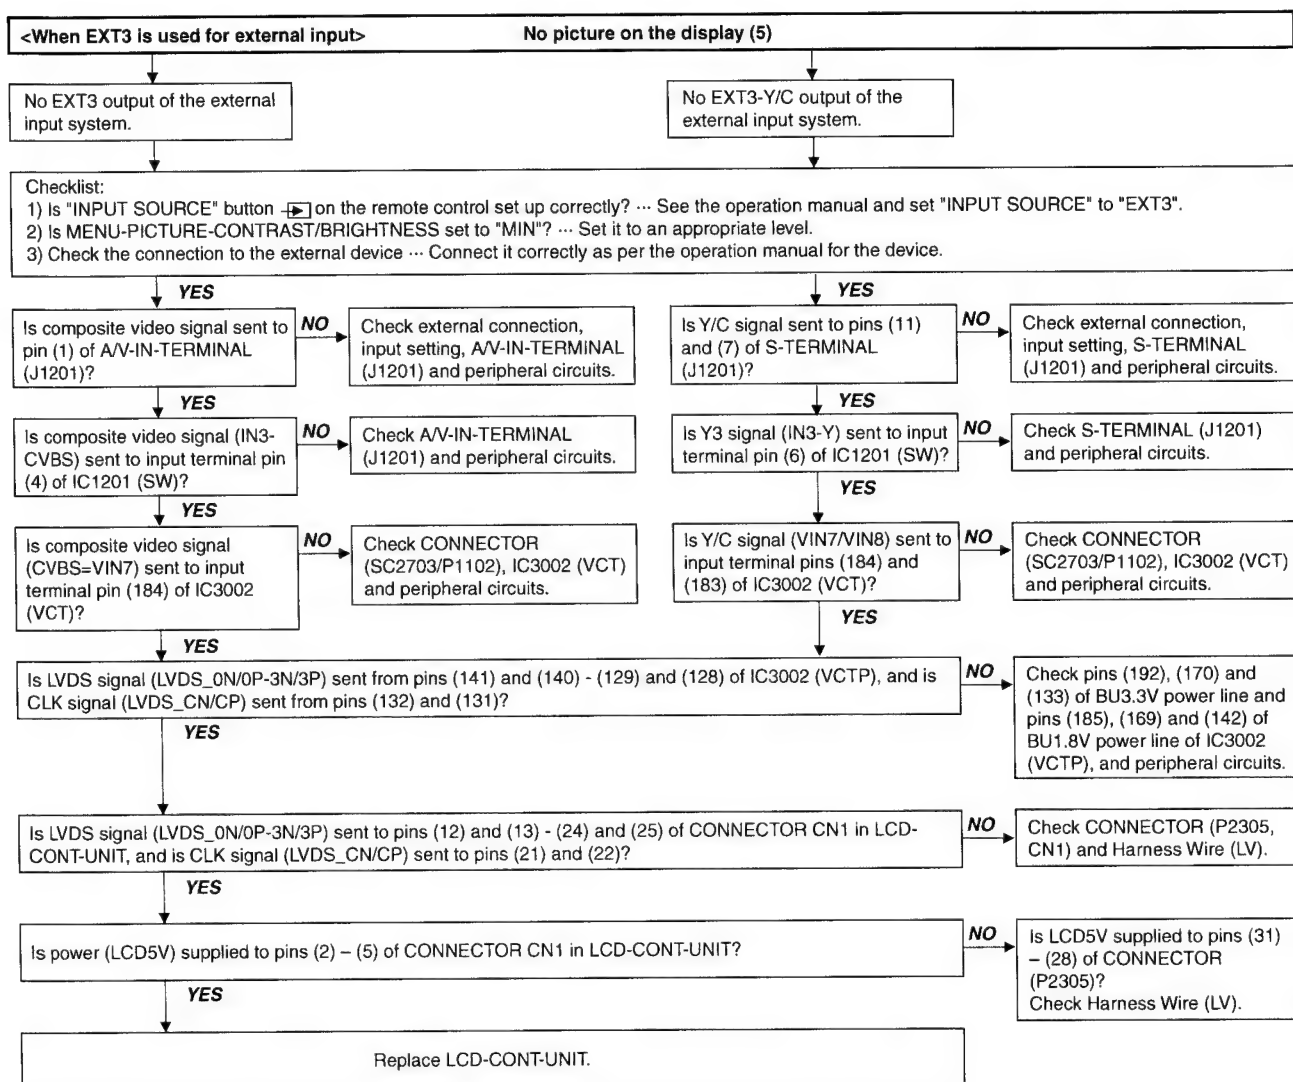 <When EXT3 is used for external input> No picture on the display (5)
No EXT3 output of the external
input system.
No EXT3-Y/C output of the
external input system.
Checklist:
1) Is "INPUT SOURCE" button on the remote control set up correctly? ··· See the operation manual and set "INPUT SOURCE" to "EXT3".
2) Is MENU-PICTURE-CONTRAST/BRIGHTNESS set to "MIN"? ··· Set it to an appropriate level.
3) Check the connection to the external device ··· Connect it correctly as per the operation manual for the device.
YES
YES
Is composite video signal sent to
pin (1) of A/V-IN-TERMINAL
(J1201)?
NO
Check external connection,
input setting, A/V-IN-TERMINAL
(J1201) and peripheral circuits.
Is Y/C signal sent to pins (11)
and (7) of S-TERMINAL
(J1201)?
NO
Check external connection,
input setting, S-TERMINAL
(J1201) and peripheral circuits.
YES
YES
Is composite video signal (IN3-
CVBS) sent to input terminal pin
(4) of IC1201 (SW)?
NO
Check A/V-IN-TERMINAL
(J1201) and peripheral circuits.
Is Y3 signal (IN3-Y) sent to input
terminal pin (6) of IC1201 (SW)?
NO
Check S-TERMINAL (J1201)
and peripheral circuits.
YES
YES
Is composite video signal
(CVBS=VIN7) sent to input
terminal pin (184) of IC3002
(VCT)?
NO
Check CONNECTOR
(SC2703/P1102), IC3002 (VCT)
and peripheral circuits.
Is Y/C signal (VIN7/VIN8) sent to
input terminal pins (184) and
(183) of IC3002 (VCT)?
NO
Check CONNECTOR
(SC2703/P1102), IC3002 (VCT)
and peripheral circuits.
YES
YES
Is LVDS signal (LVDS_0N/0P-3N/3P) sent from pins (141) and (140) - (129) and (128) of IC3002 (VCTP), and is
CLK signal (LVDS_CN/CP) sent from pins (132) and (131)?
NO
Check pins (192), (170) and
(133) of BU3.3V power line and
pins (185), (169) and (142) of
BU1.8V power line of IC3002
(VCTP), and peripheral circuits.
YES
Is LVDS signal (LVDS_0N/0P-3N/3P) sent to pins (12) and (13) - (24) and (25) of CONNECTOR CN1 in LCD-
CONT-UNIT, and is CLK signal (LVDS_CN/CP) sent to pins (21) and (22)?
NO
Check CONNECTOR (P2305,
CN1) and Harness Wire (LV).
YES
Is power (LCD5V) supplied to pins (2) – (5) of CONNECTOR CN1 in LCD-CONT-UNIT?
NO
Is LCD5V supplied to pins (31)
– (28) of CONNECTOR
(P2305)?
Check Harness Wire (LV).
YES
Replace LCD-CONT-UNIT.